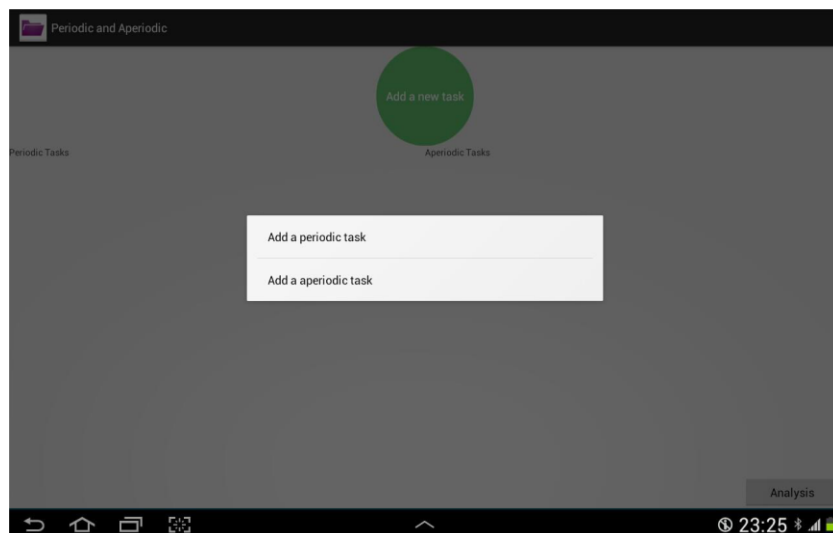 Periodic and Aperiodic
Add a new task
Periodic Tasks
Aperiodic Tasks
Add a periodic task
Add a aperiodic task
Analysis
23:25